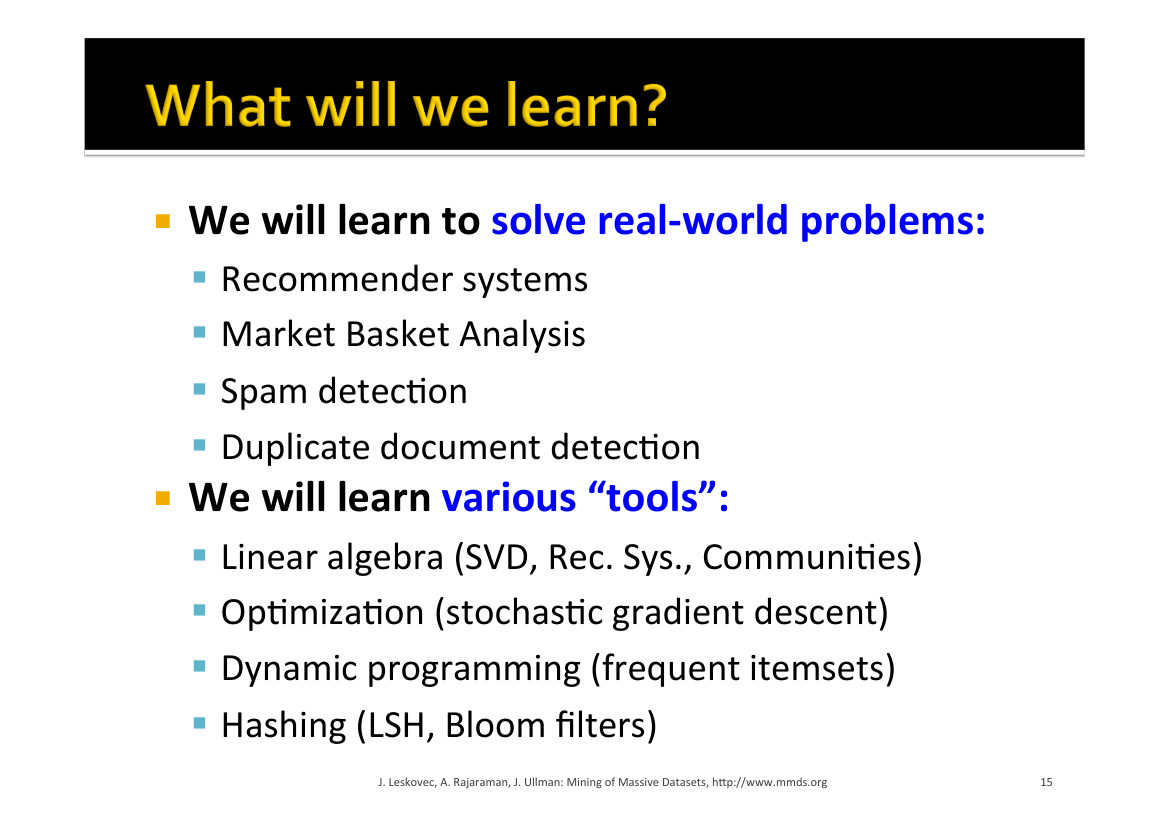 What will we learn?
We will learn to solve real-world problems:
Recommender systems
Market Basket Analysis
Spam detection
Duplicate document detection
We will learn various “tools”:
Linear algebra (SVD, Rec. Sys., Communities)
Optimization (stochastic gradient descent)
Dynamic programming (frequent itemsets)
Hashing (LSH, Bloom filters)
J. Leskovec, A. Rajaraman, J. Ullman: Mining of Massive Datasets, http://www.mmds.org 15